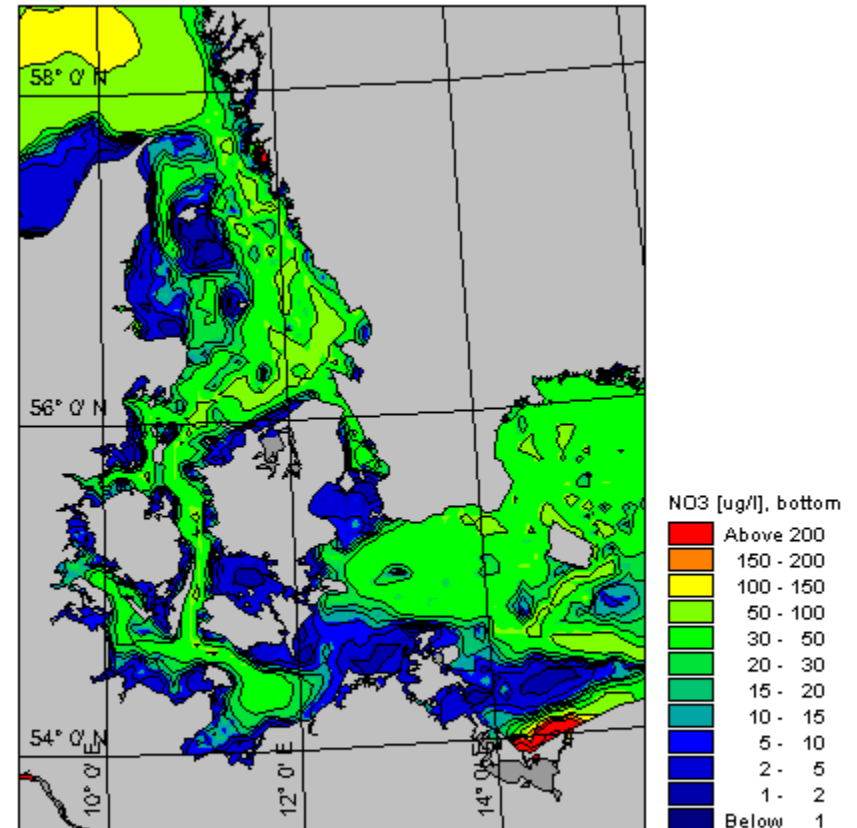 58° 0' N
56° 0' N
54° 0' N
10° 0' E
12° 0' E
14° 0' E
NO3 [ug/l], bottom
Above 200
150 - 200
100 - 150
50 - 100
30 - 50
20 - 30
15 - 20
10 - 15
5 - 10
2 - 5
1 - 2
Below 1